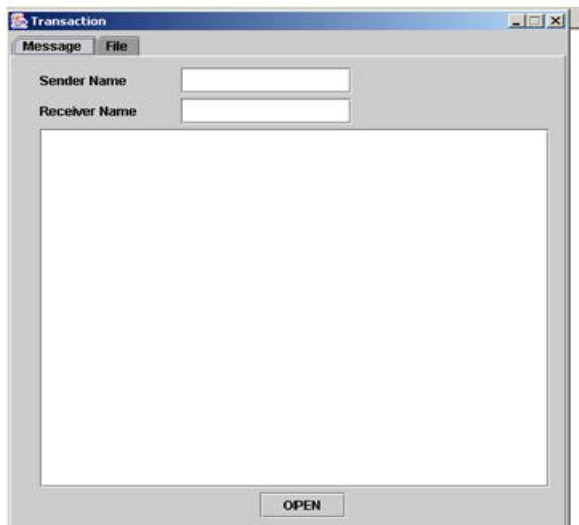 Transaction
Message File
Sender Name
Receiver Name
OPEN